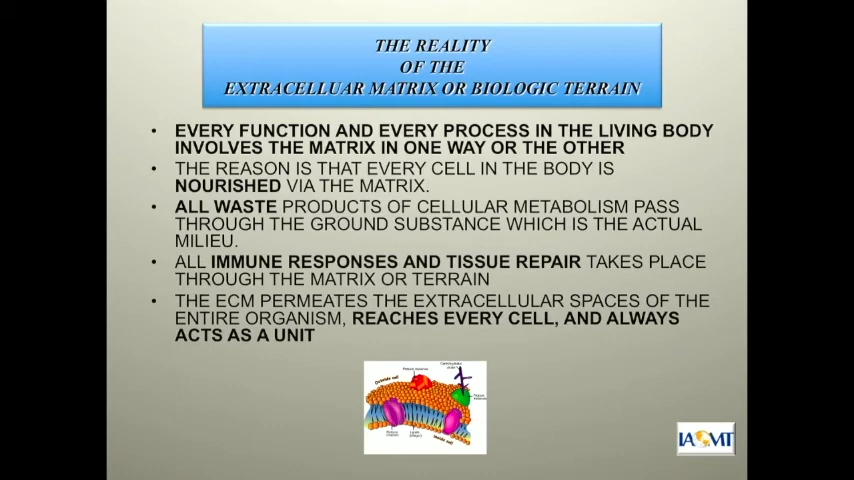 THE REALITY
OF THE
EXTRACELLUAR MATRIX OR BIOLOGIC TERRAIN
• EVERY FUNCTION AND EVERY PROCESS IN THE LIVING BODY
INVOLVES THE MATRIX IN ONE WAY OR THE OTHER
• THE REASON IS THAT EVERY CELL IN THE BODY IS
NOURISHED VIA THE MATRIX.
• ALL WASTE PRODUCTS OF CELLULAR METABOLISM PASS
THROUGH THE GROUND SUBSTANCE WHICH IS THE ACTUAL
MILIEU.
• ALL IMMUNE RESPONSES AND TISSUE REPAIR TAKES PLACE
THROUGH THE MATRIX OR TERRAIN
• THE ECM PERMEATES THE EXTRACELLULAR SPACES OF THE
ENTIRE ORGANISM, REACHES EVERY CELL, AND ALWAYS
ACTS AS A UNIT
Outside cell
Inside cell
IAOMT